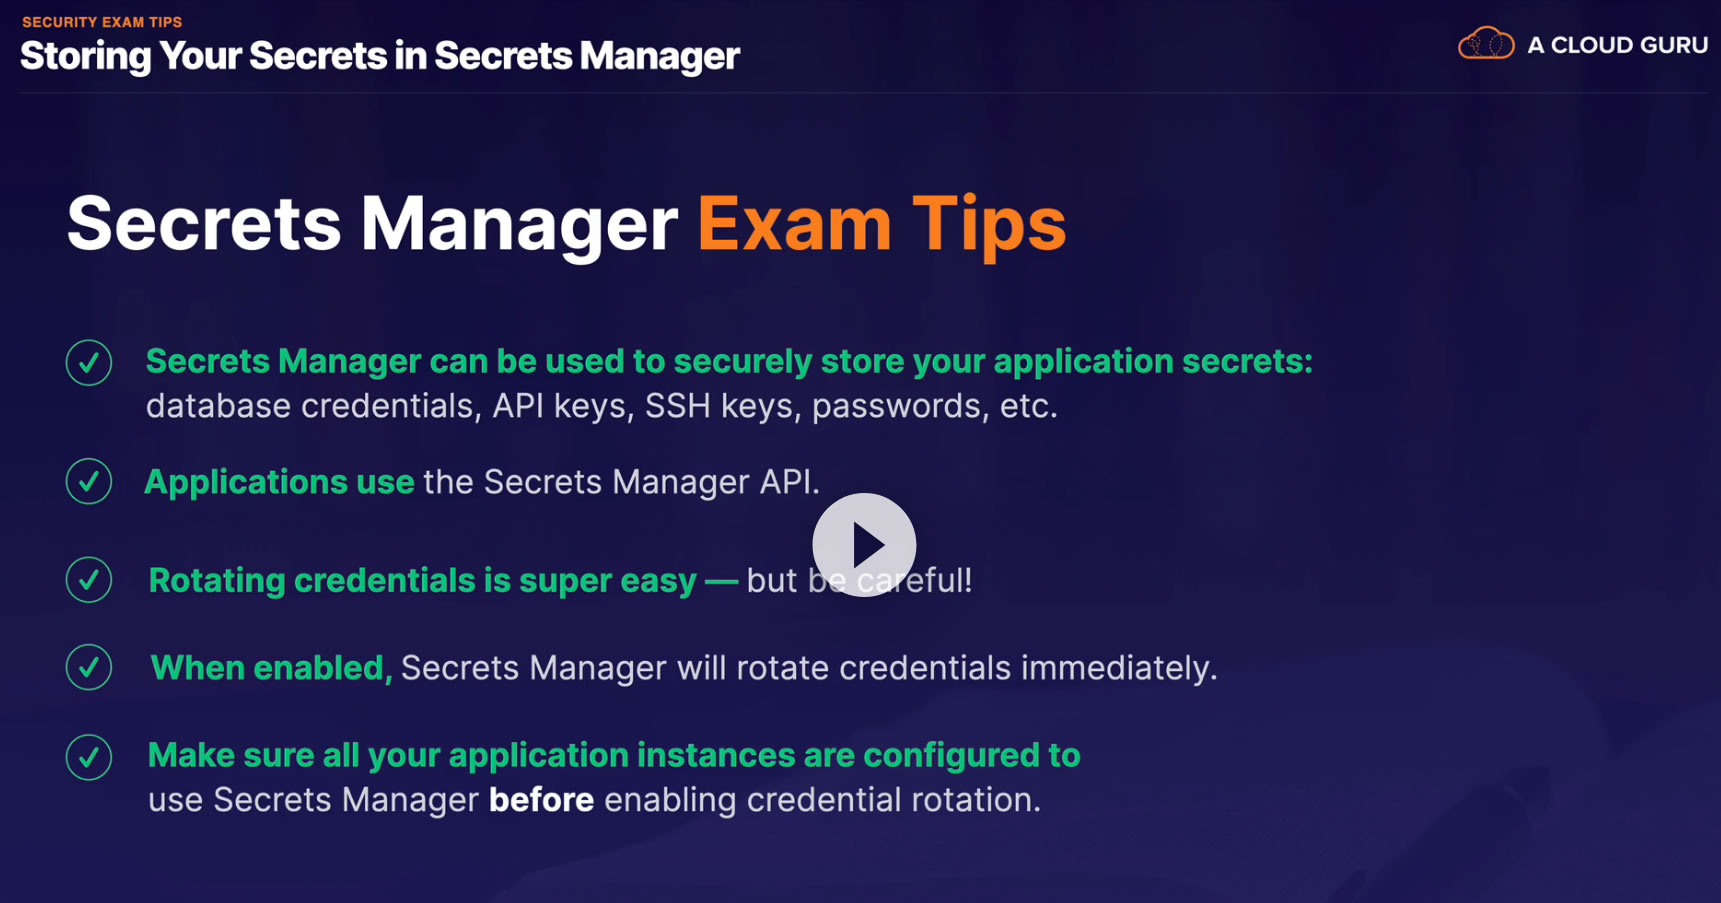 SECURITY EXAM TIPS
Storing Your Secrets in Secrets Manager
A CLOUD GURU
Secrets Manager Exam Tips
Secrets Manager can be used to securely store your application secrets:
database credentials, API keys, SSH keys, passwords, etc.
Applications use the Secrets Manager API.
Rotating credentials is super easy — but be careful!
When enabled, Secrets Manager will rotate credentials immediately.
Make sure all your application instances are configured to
use Secrets Manager before enabling credential rotation.